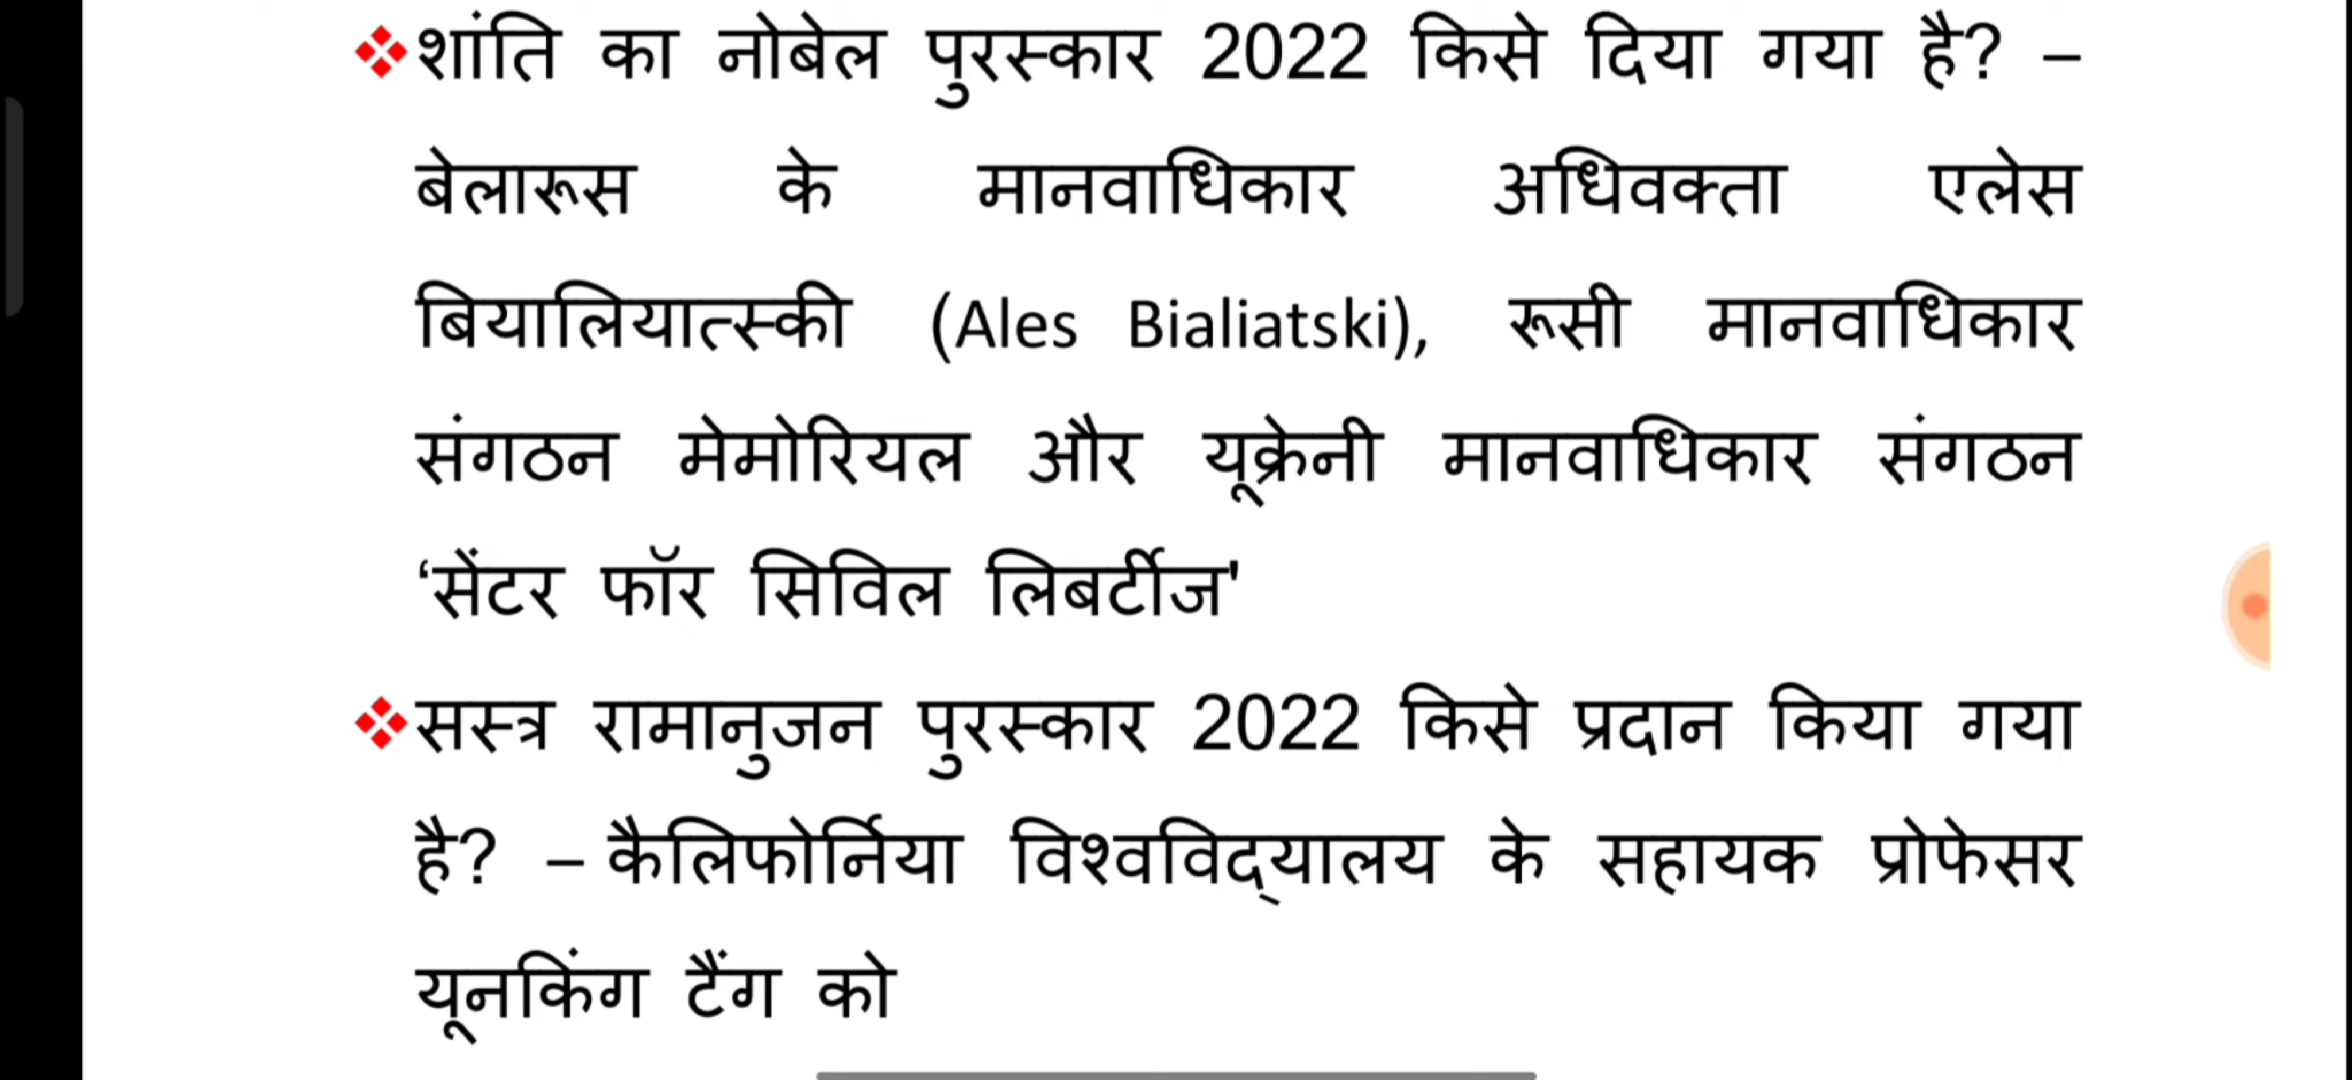 ❖शांति का नोबेल पुरस्कार 2022 किसे दिया गया है? –
बेलारूस के मानवाधिकार अधिवक्ता एलेस
बियालियात्स्की (Ales Bialiatski), रूसी मानवाधिकार
संगठन मेमोरियल और यूक्रेनी मानवाधिकार संगठन
‘सेंटर फॉर सिविल लिबर्टीज'
❖सस्त्र रामानुजन पुरस्कार 2022 किसे प्रदान किया गया
है? – कैलिफोर्निया विश्वविद्यालय के सहायक प्रोफेसर
यूनकिंग टैंग को